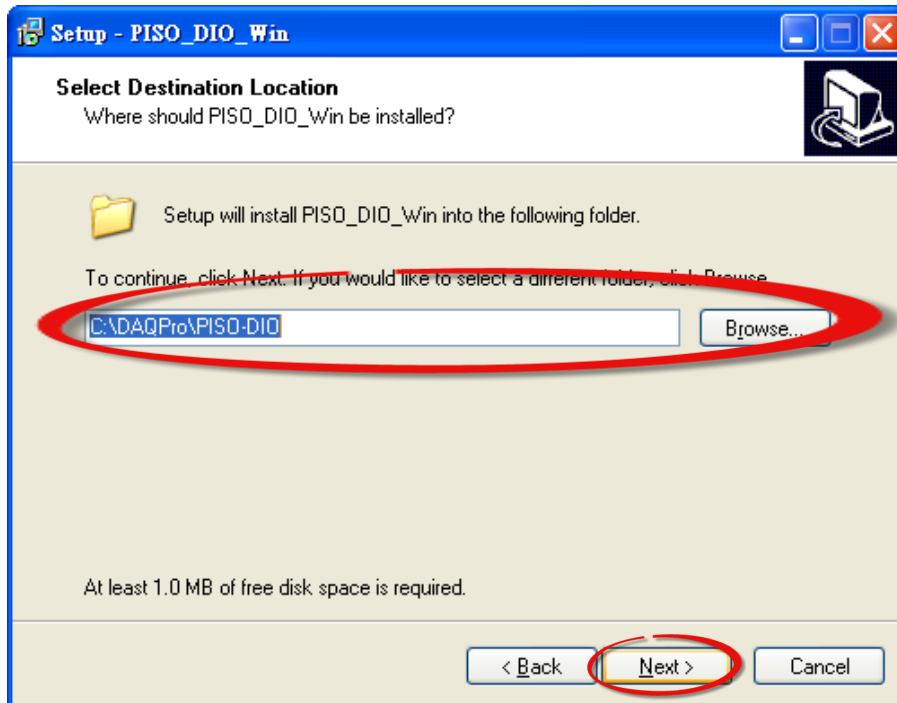 Setup - PISO_DIO_Win
Select Destination Location
Where should PISO_DIO_Win be installed?
Setup will install PISO_DIO_Win into the following folder.
To continue, click Next. If you would like to select a different folder, click Browse.
C:\DAQPro\PISO-DIO
Browse...
At least 1.0 MB of free disk space is required.
< Back
Next >
Cancel